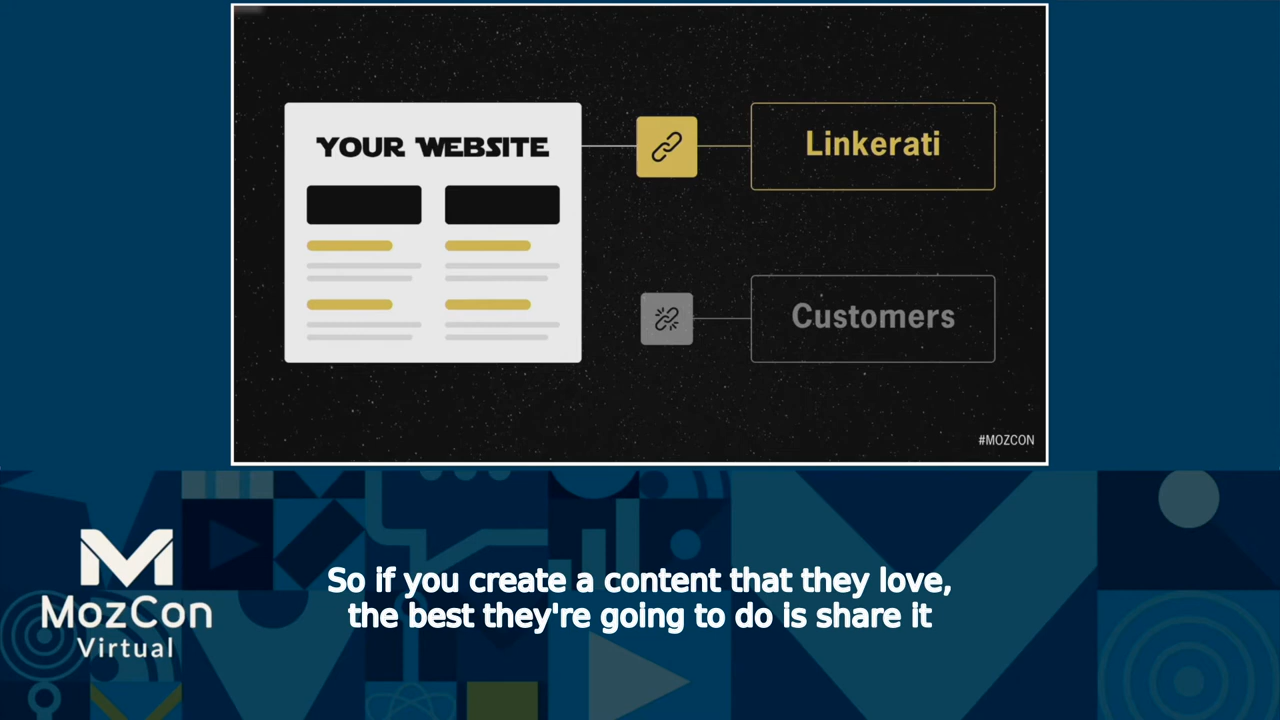 YOUR WEBSITE
Linkerati
Customers
#MOZCON
MozCon
Virtual
So if you create a content that they love,
the best they're going to do is share it